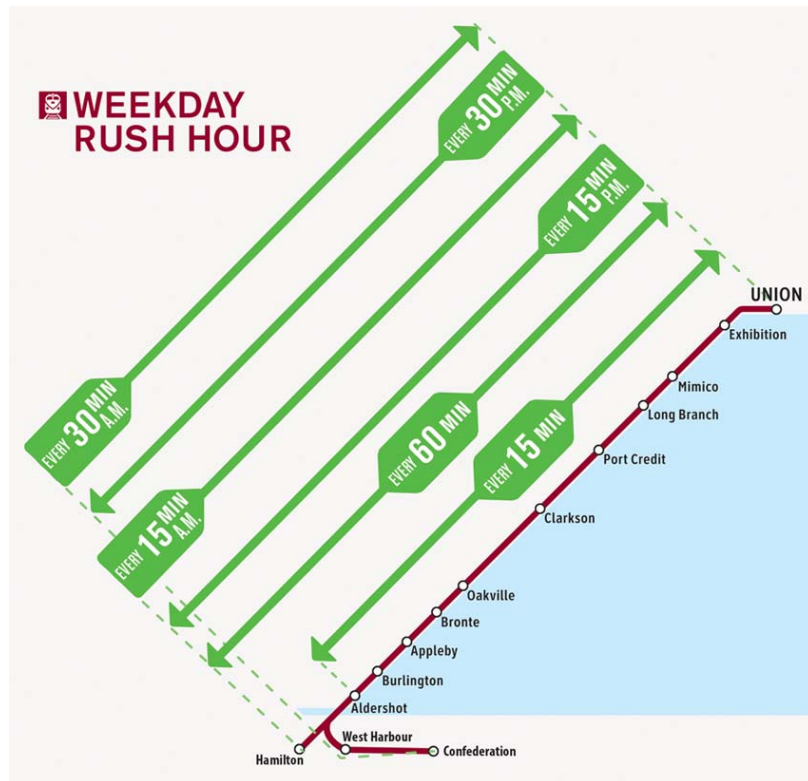 WEEKDAY
RUSH HOUR
EVERY 30 MIN P.M.
EVERY 15 MIN P.M.
EVERY 30 MIN A.M.
EVERY 15 MIN A.M.
EVERY 60 MIN
EVERY 15 MIN
UNION
Exhibition
Mimico
Long Branch
Port Credit
Clarkson
Oakville
Bronte
Appleby
Burlington
Aldershot
West Harbour
Hamilton
Confederation